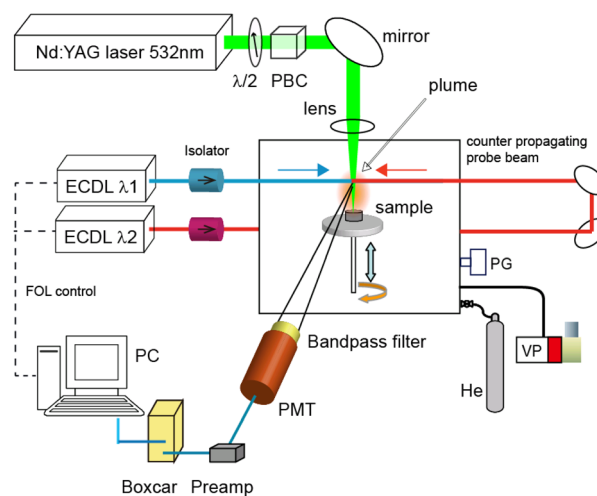 Nd:YAG laser 532nm
λ/2
PBC
mirror
lens
plume
Isolator
counter propagating
probe beam
ECDL λ1
ECDL λ2
sample
PG
FOL control
Bandpass filter
VP
PC
He
PMT
Boxcar
Preamp